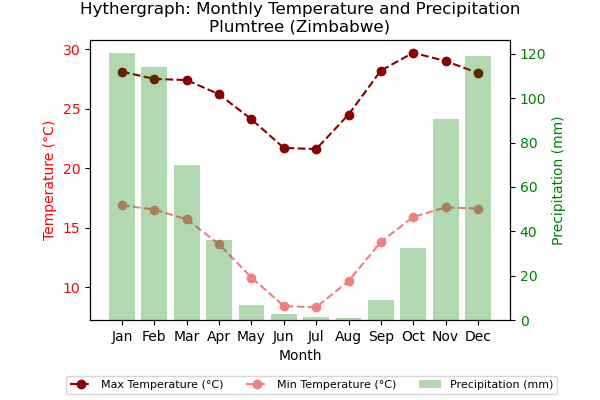 Hythergraph: Monthly Temperature and Precipitation
Plumtree (Zimbabwe)
Temperature (°C)
30
25
20
15
10
120
100
80
60
40
20
0
Precipitation (mm)
Jan Feb Mar Apr May Jun Jul Aug Sep Oct Nov Dec
Month
Max Temperature (°C) Min Temperature (°C) Precipitation (mm)